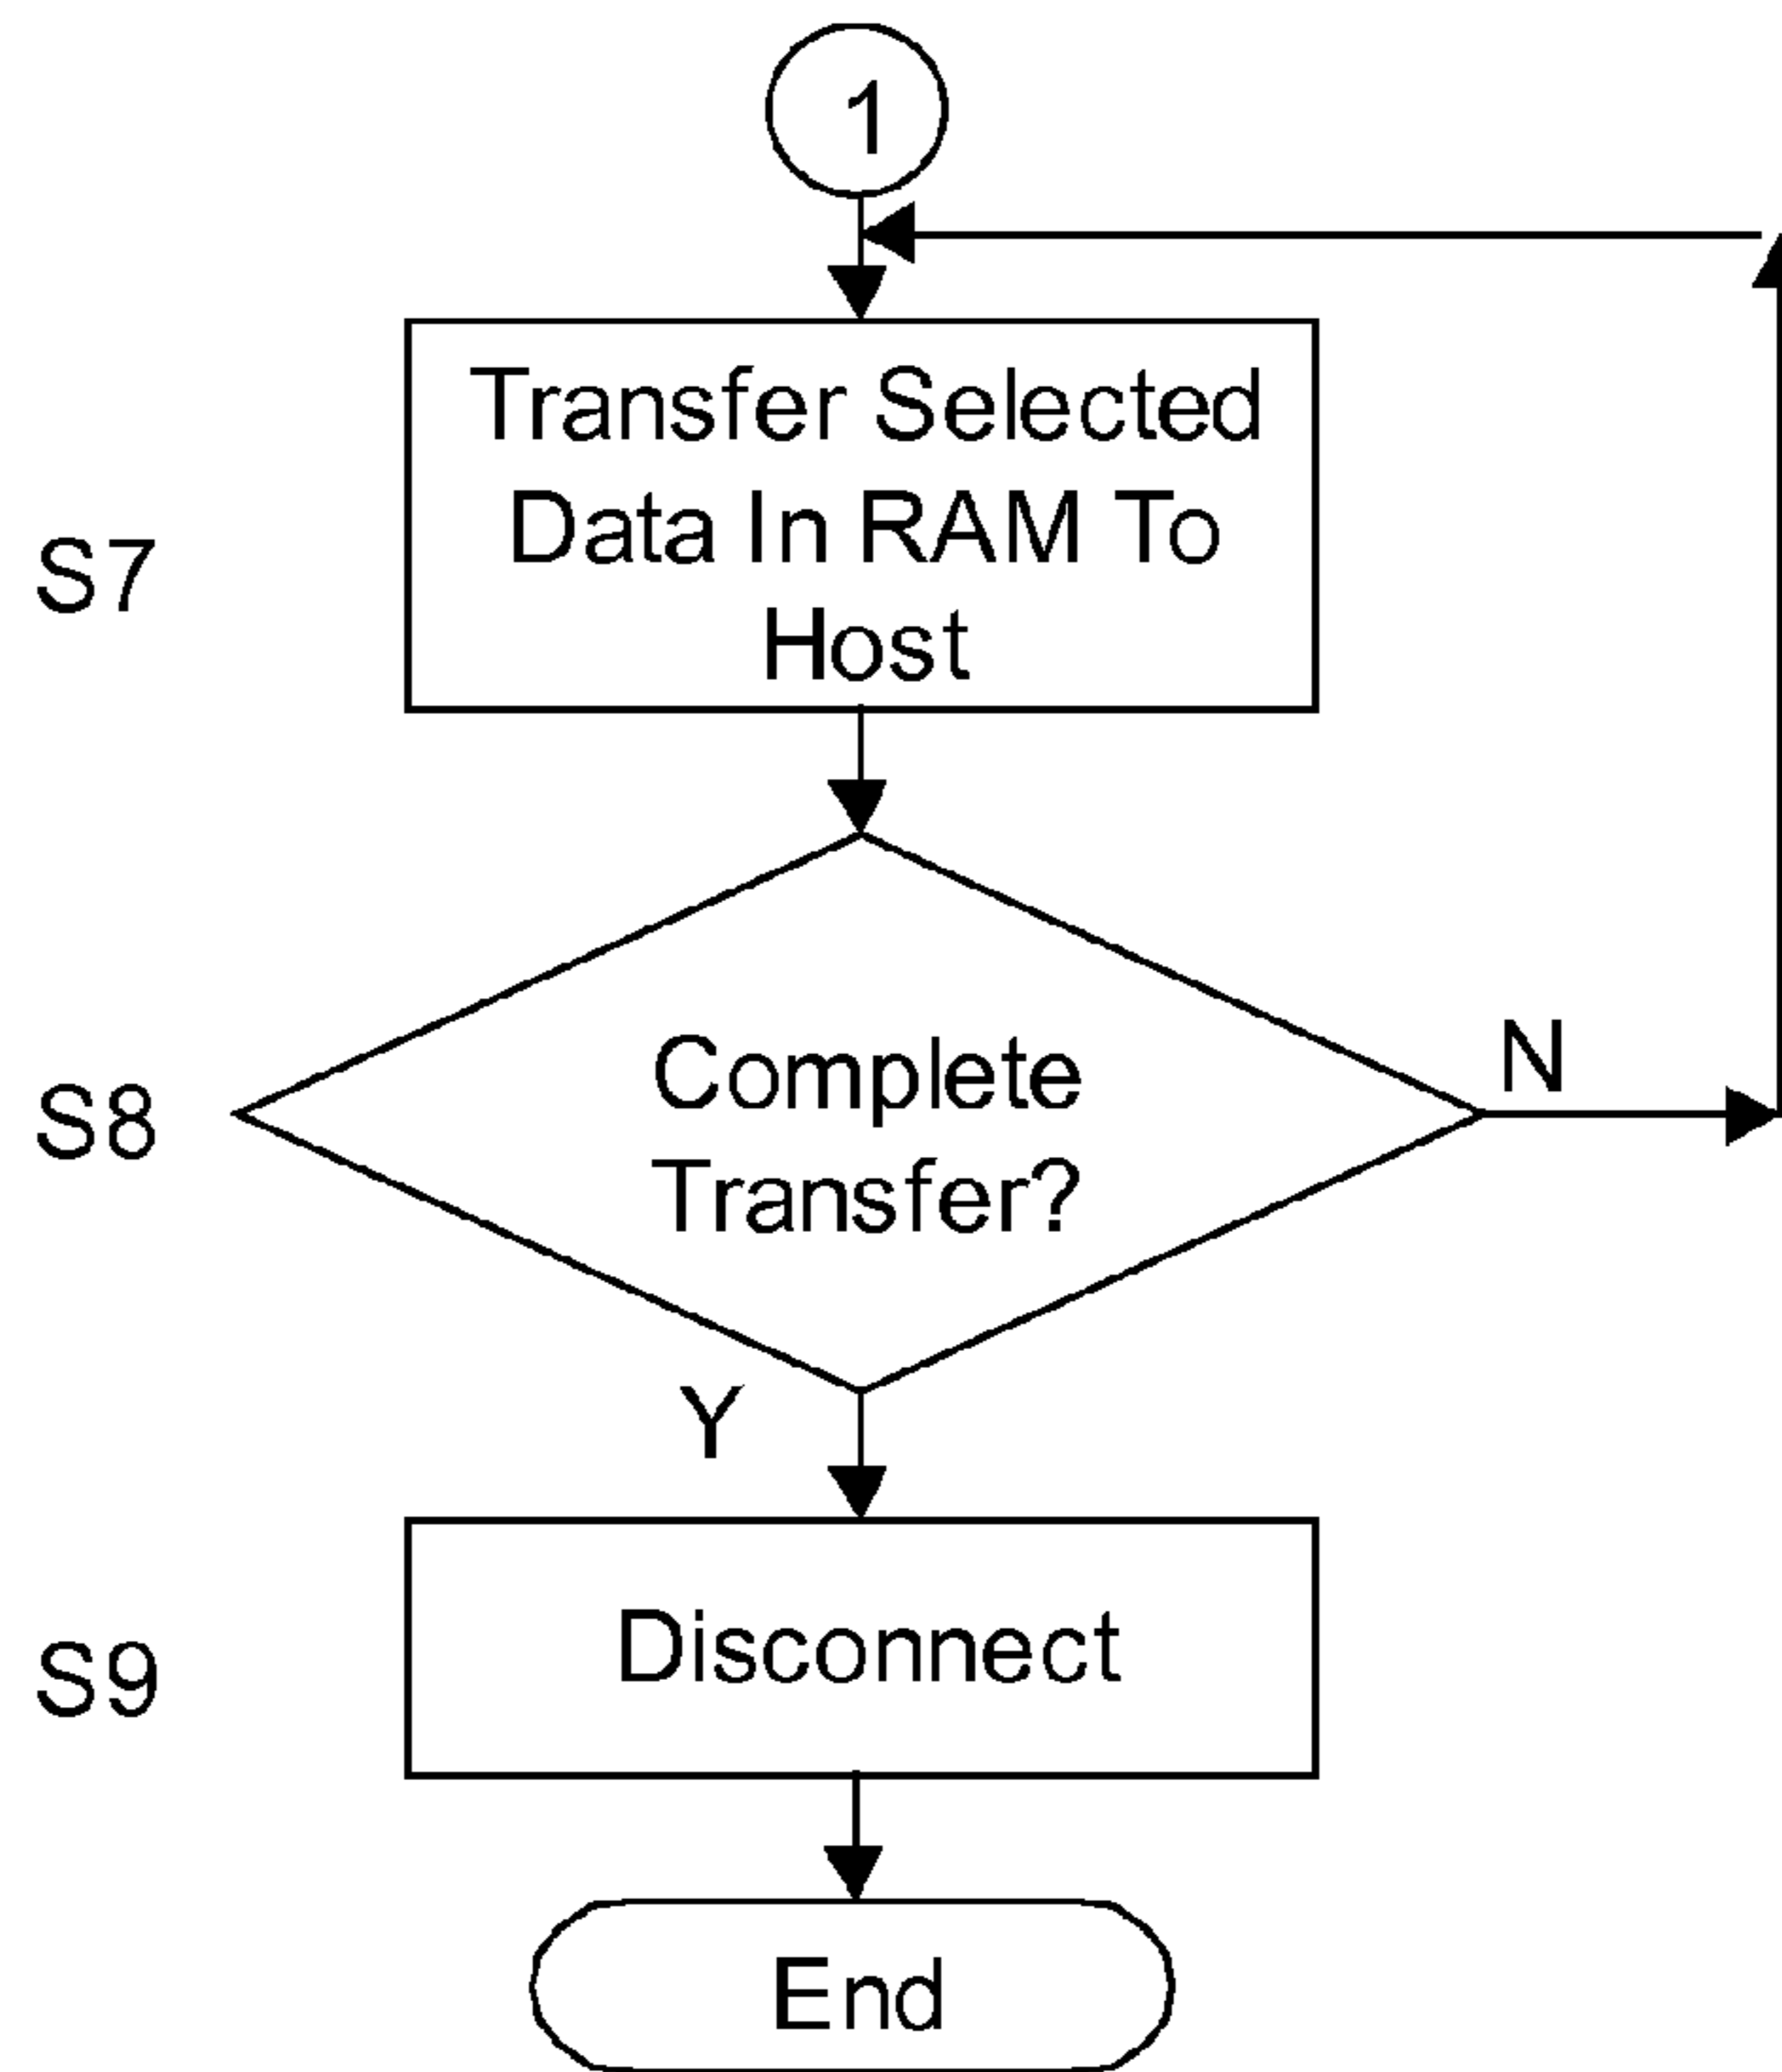 1
Transfer Selected
Data In RAM To
Host
S7
Complete
Transfer?
N
S8
Y
Disconnect
S9
End